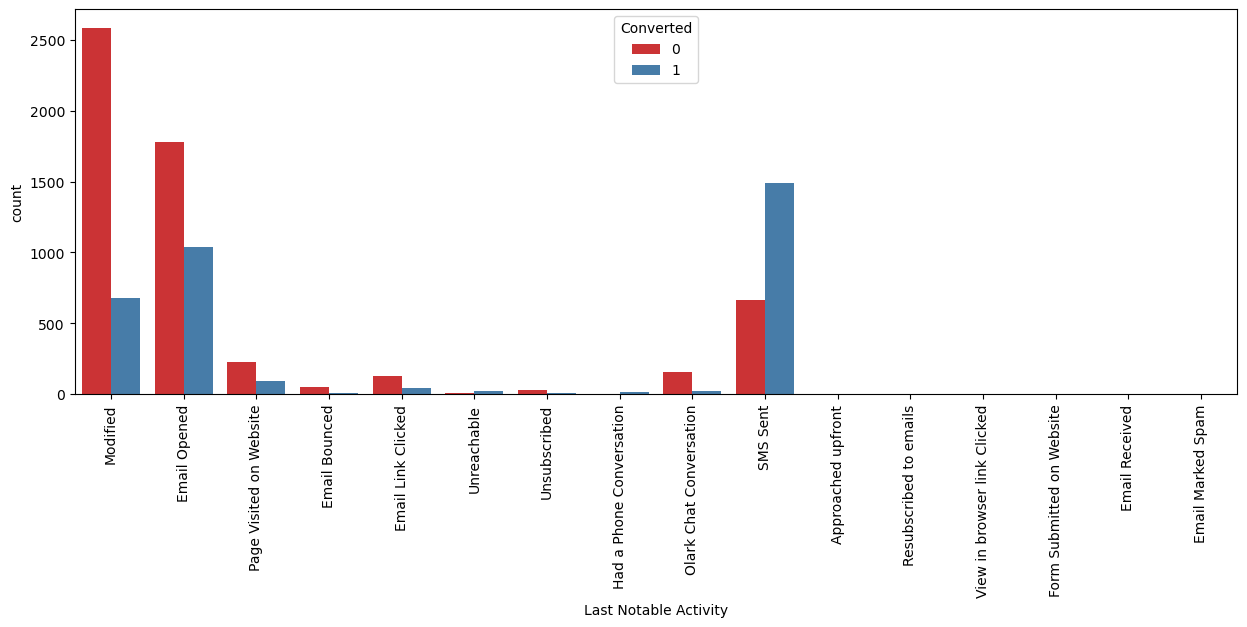 Converted
0
1
2500
2000
1500
1000
500
0
count
Modified
Email Opened
Page Visited on Website
Email Bounced
Email Link Clicked
Unreachable
Unsubscribed
Had a Phone Conversation
Olark Chat Conversation
SMS Sent
Approached upfront
Resubscribed to emails
View in browser link Clicked
Form Submitted on Website
Email Received
Email Marked Spam
Last Notable Activity